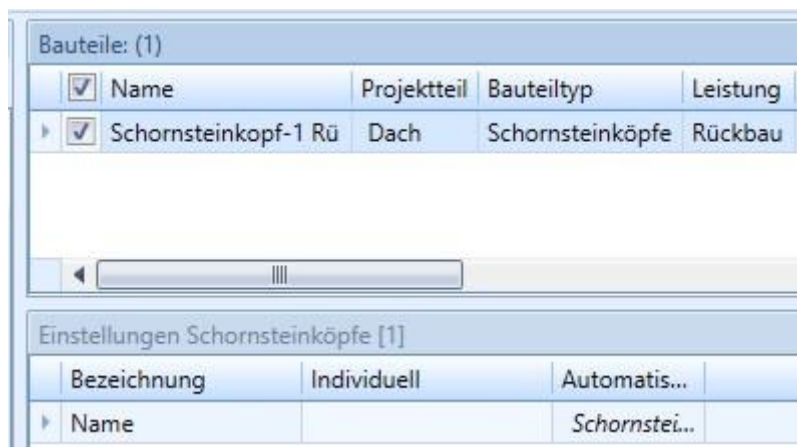 Bauteile: (1)
Name Projektteil Bauteiltyp Leistung
Schornsteinkopf-1 Rü Dach Schornsteinköpfe Rückbau
Einstellungen Schornsteinköpfe [1]
Bezeichnung Individuell Automatis...
Name Schornstei...